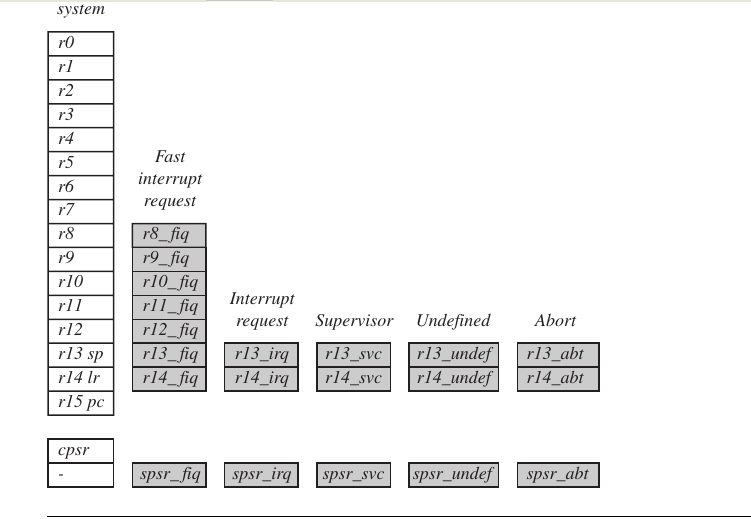 system
r0
r1
r2
r3
r4
r5
r6
r7
r8
r9
r10
r11
r12
r13 sp
r14 lr
r15 pc
cpsr
-
Fast
interrupt
request
r8_fiq
r9_fiq
r10_fiq
r11_fiq
r12_fiq
r13_fiq
r14_fiq
spsr_fiq
Interrupt
request
r13_irq
r14_irq
spsr_irq
Supervisor
r13_svc
r14_svc
spsr_svc
Undefined
r13_undef
r14_undef
spsr_undef
Abort
r13_abt
r14_abt
spsr_abt